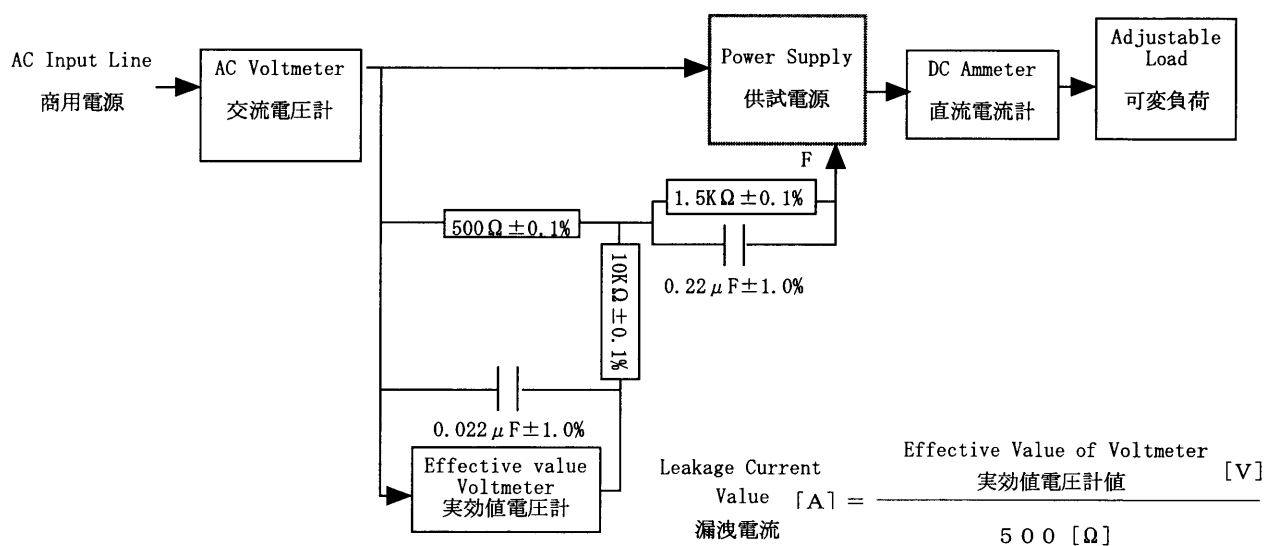 AC Input Line
商用電源
AC Voltmeter
交流電圧計
Power Supply
供試電源
DC Ammeter
直流電流計
Adjustable
Load
可変負荷
F
1.5KΩ±0.1%
500Ω±0.1%
10KΩ±0.1%
0.22μF±1.0%
0.022μF±1.0%
Effective value
Voltmeter
実効値電圧計
Leakage Current
Value [A] =
漏洩電流
Effective Value of Voltmeter
実効値電圧計値 [V]
500 [Ω]